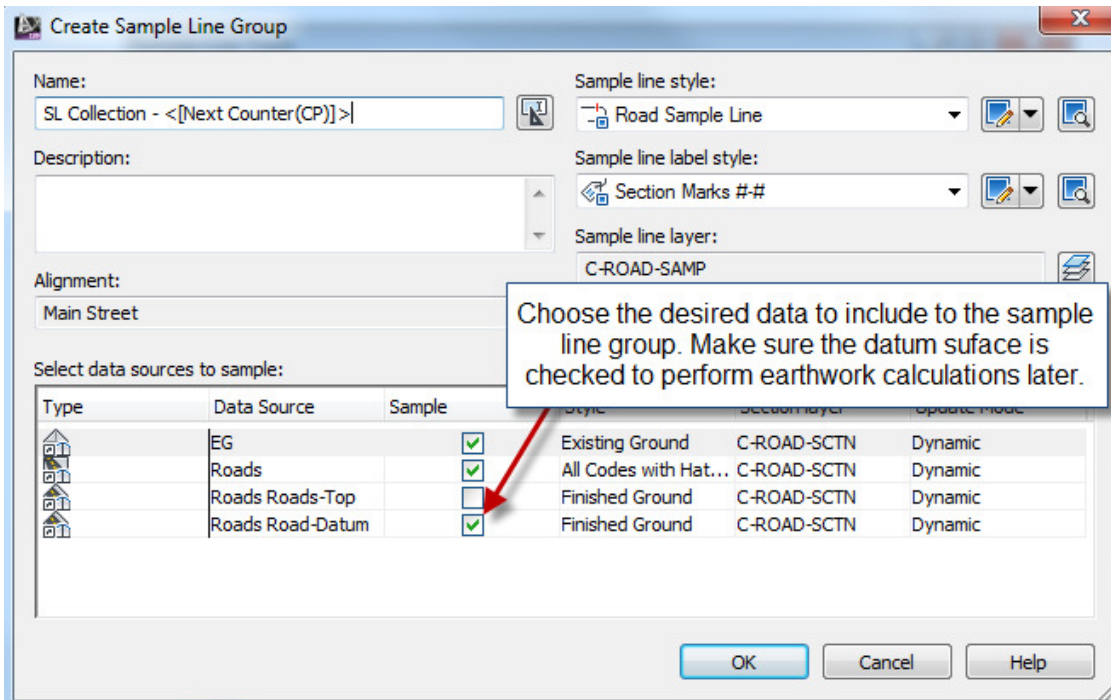 Create Sample Line Group
Name:
SL Collection - <[Next Counter(CP)]>
Description:
Alignment:
Main Street
Sample line style:
Road Sample Line
Sample line label style:
Section Marks #-#
Sample line layer:
C-ROAD-SAMP
Choose the desired data to include to the sample
line group. Make sure the datum suface is
checked to perform earthwork calculations later.
Select data sources to sample:
Type Data Source Sample Style Section layer Update Mode
EG Existing Ground C-ROAD-SCTN Dynamic
Roads All Codes with Hat... C-ROAD-SCTN Dynamic
Roads Roads-Top Finished Ground C-ROAD-SCTN Dynamic
Roads Road-Datum Finished Ground C-ROAD-SCTN Dynamic
OK Cancel Help